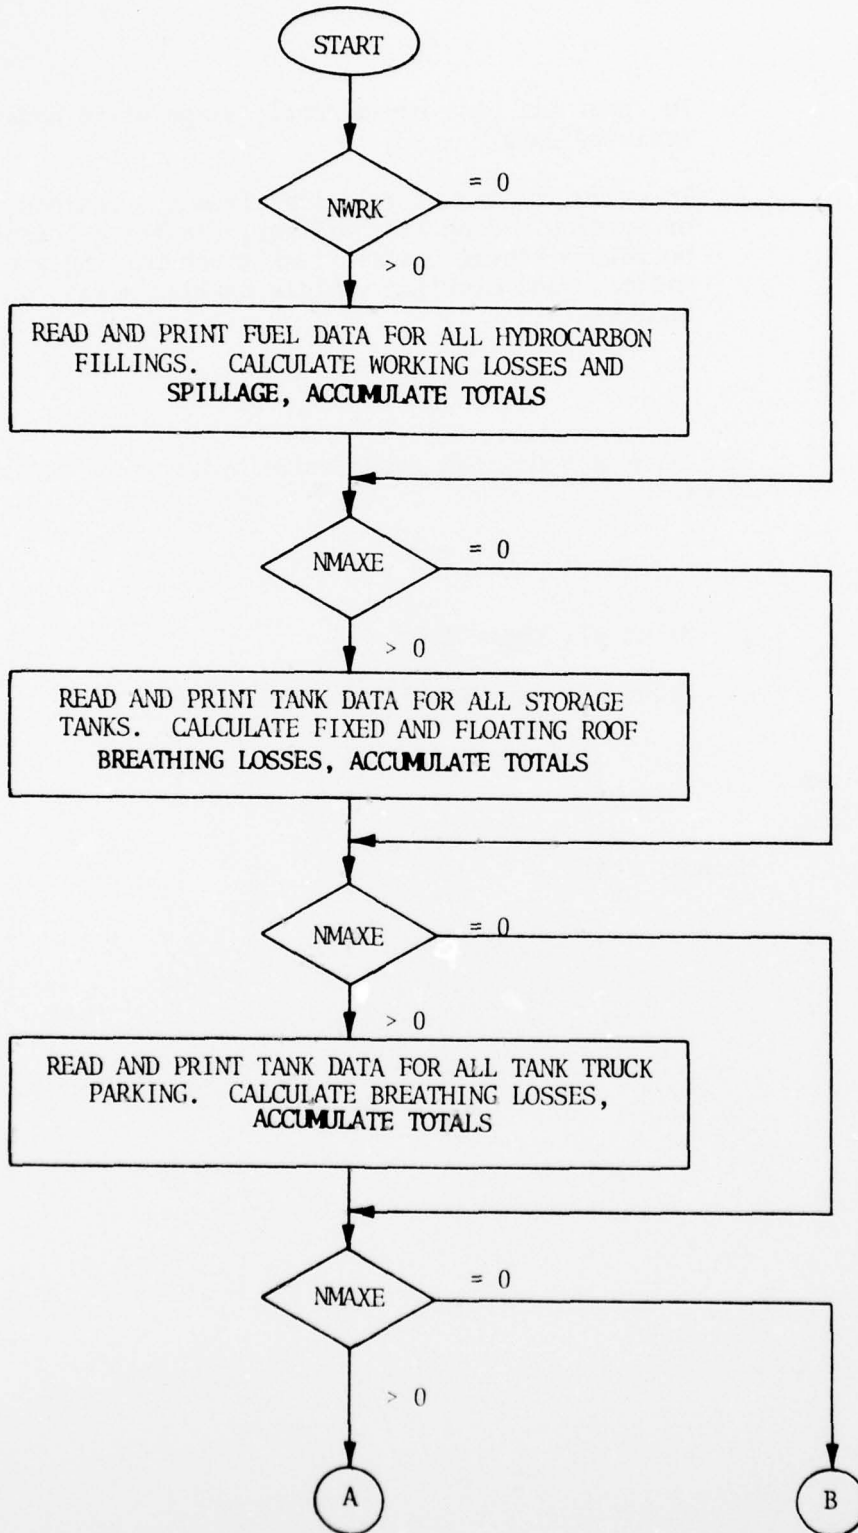 START
NWRK
= 0
> 0
READ AND PRINT FUEL DATA FOR ALL HYDROCARBON
FILLINGS. CALCULATE WORKING LOSSES AND
SPILLAGE, ACCUMULATE TOTALS
NMAXE
= 0
> 0
READ AND PRINT TANK DATA FOR ALL STORAGE
TANKS. CALCULATE FIXED AND FLOATING ROOF
BREATHING LOSSES, ACCUMULATE TOTALS
NMAXE
= 0
> 0
READ AND PRINT TANK DATA FOR ALL TANK TRUCK
PARKING. CALCULATE BREATHING LOSSES,
ACCUMULATE TOTALS
NMAXE
= 0
> 0
A
B